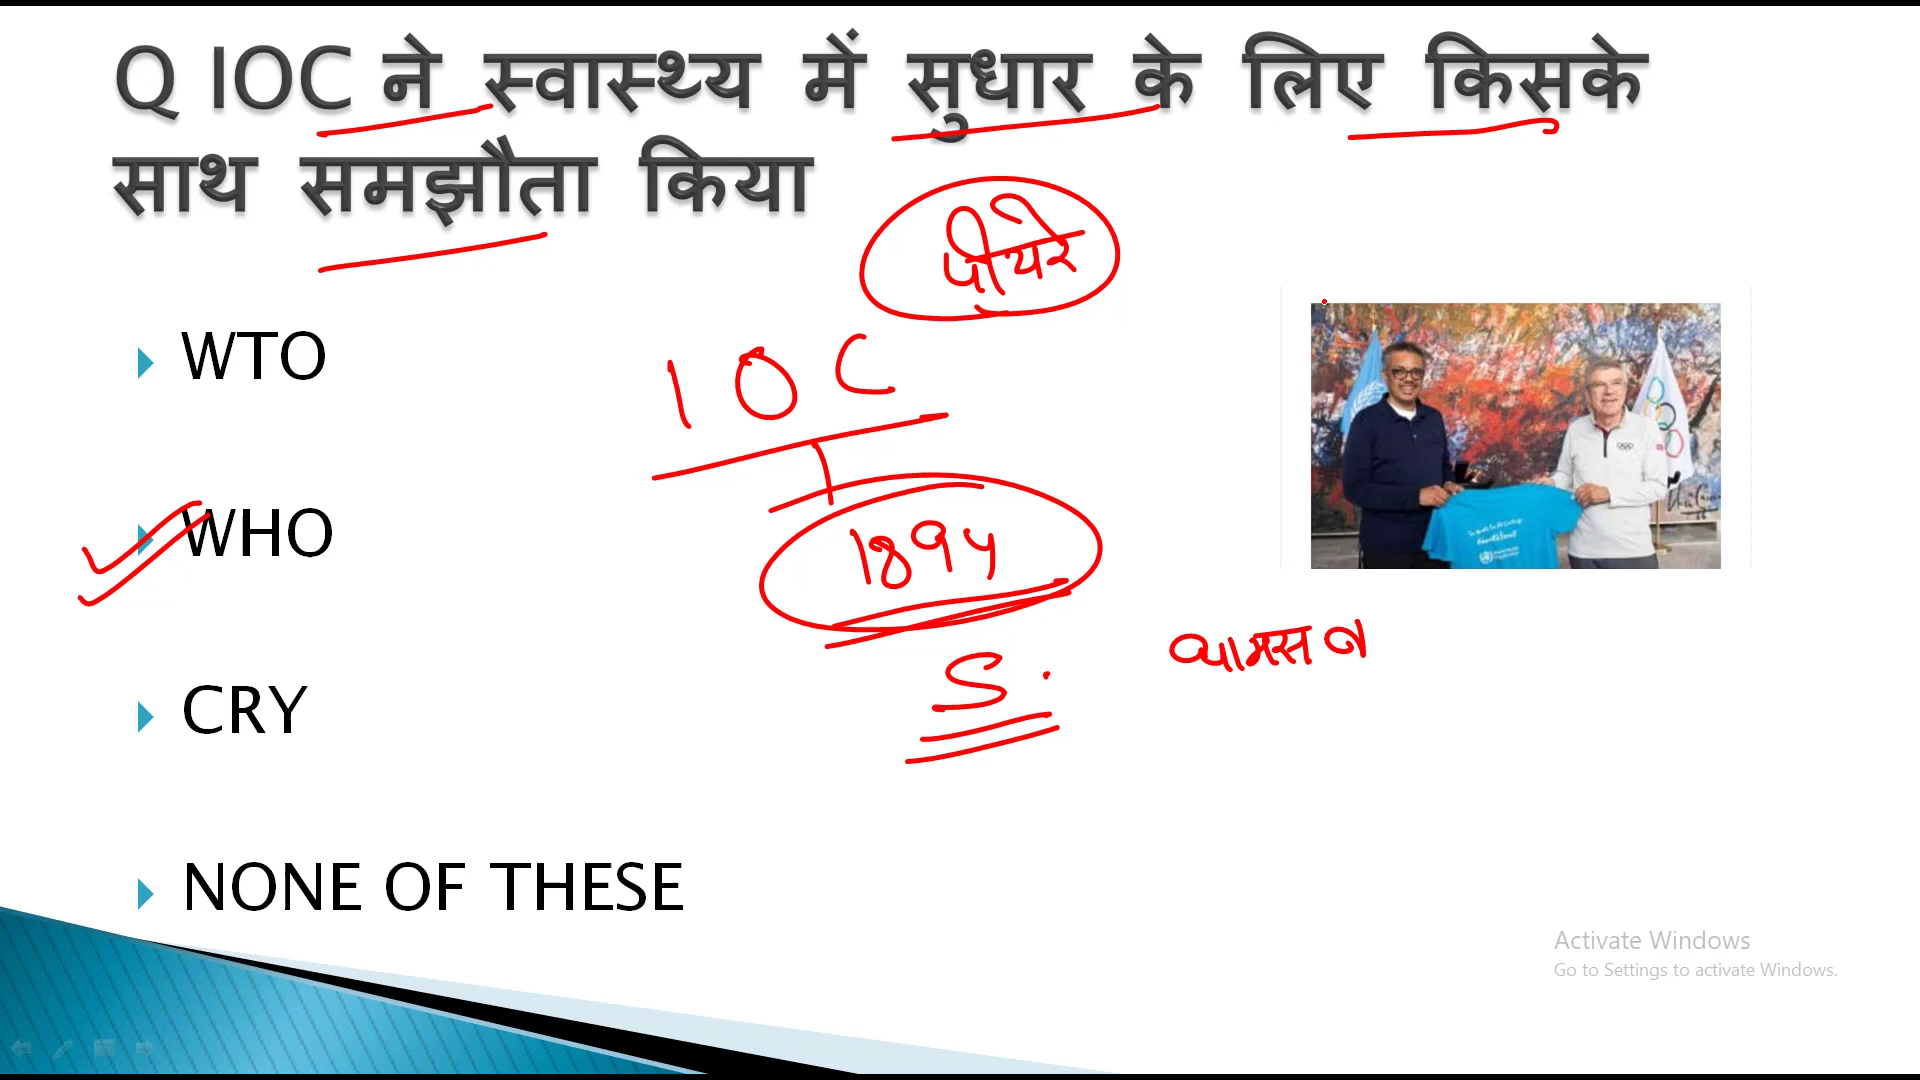 Q IOC ने स्वास्थ्य में सुधार के लिए किसके
साथ समझौता किया
पीयरे
WTO
IOC
WHO
1894
S.
CRY
NONE OF THESE
Activate Windows
Go to Settings to activate Windows.